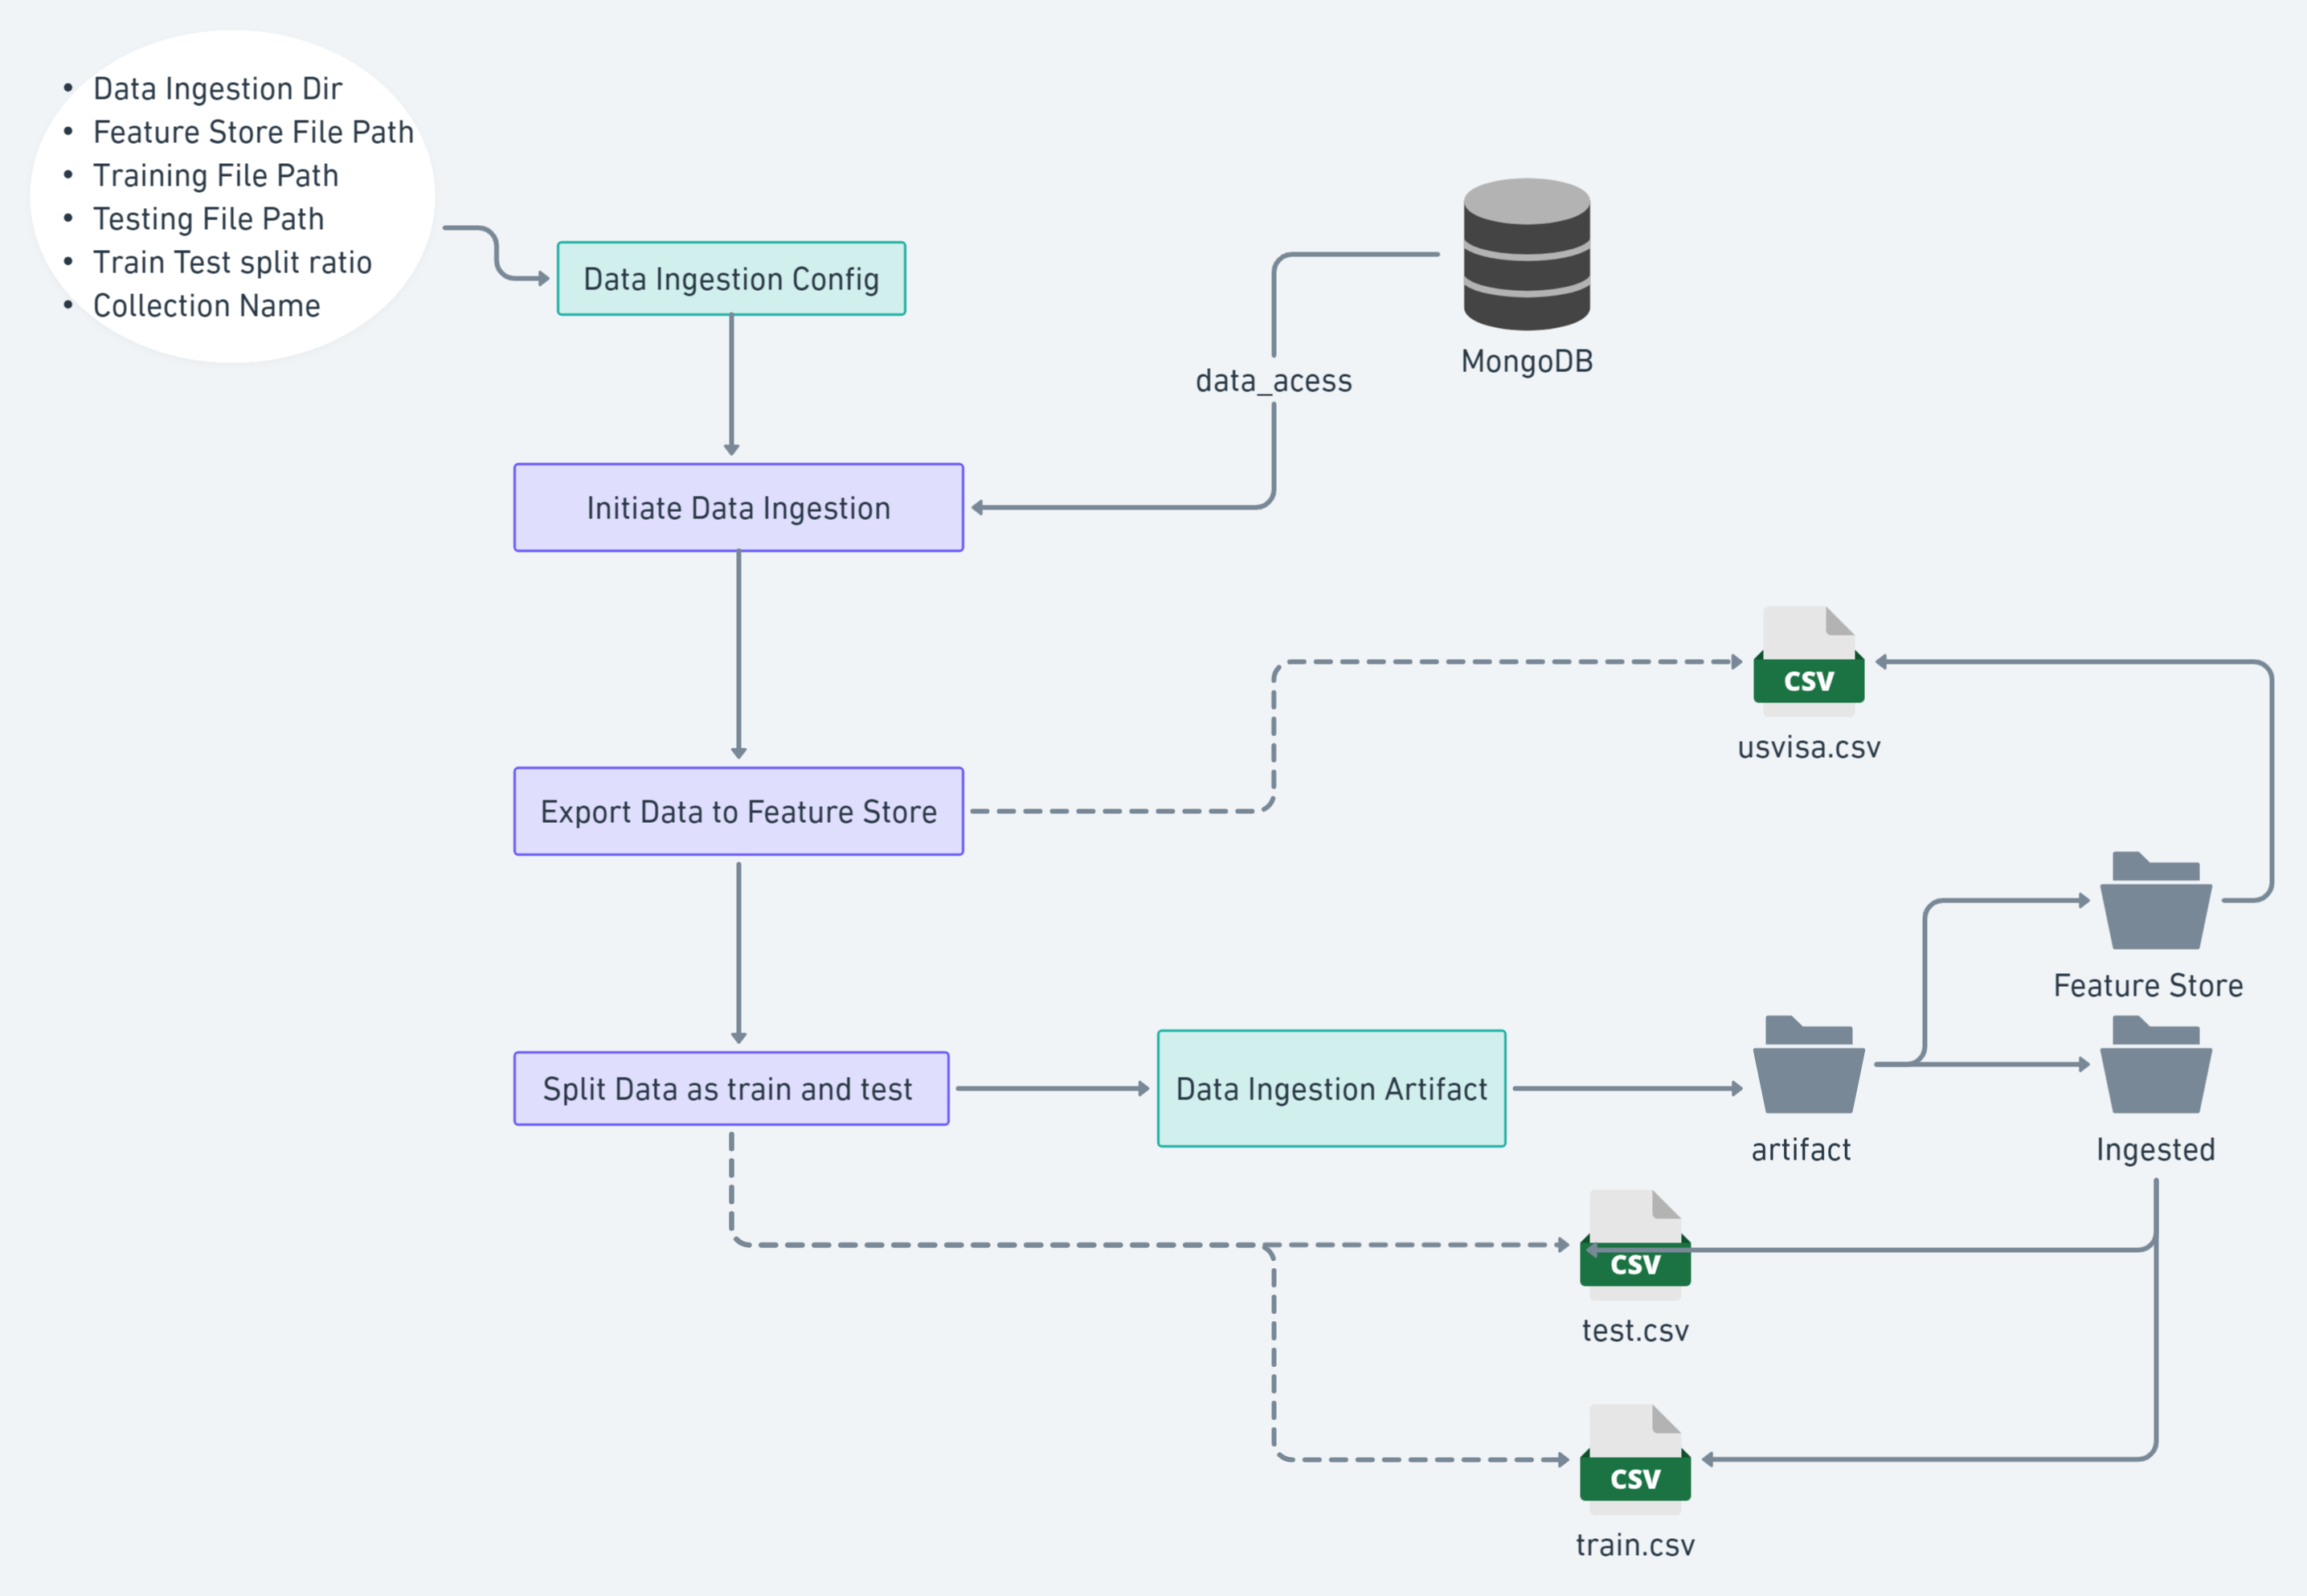 • Data Ingestion Dir
• Feature Store File Path
• Training File Path
• Testing File Path
• Train Test split ratio
• Collection Name
Data Ingestion Config
MongoDB
data_acess
Initiate Data Ingestion
CSV
usvisa.csv
Export Data to Feature Store
Feature Store
Split Data as train and test
Data Ingestion Artifact
artifact
Ingested
CSV
test.csv
CSV
train.csv